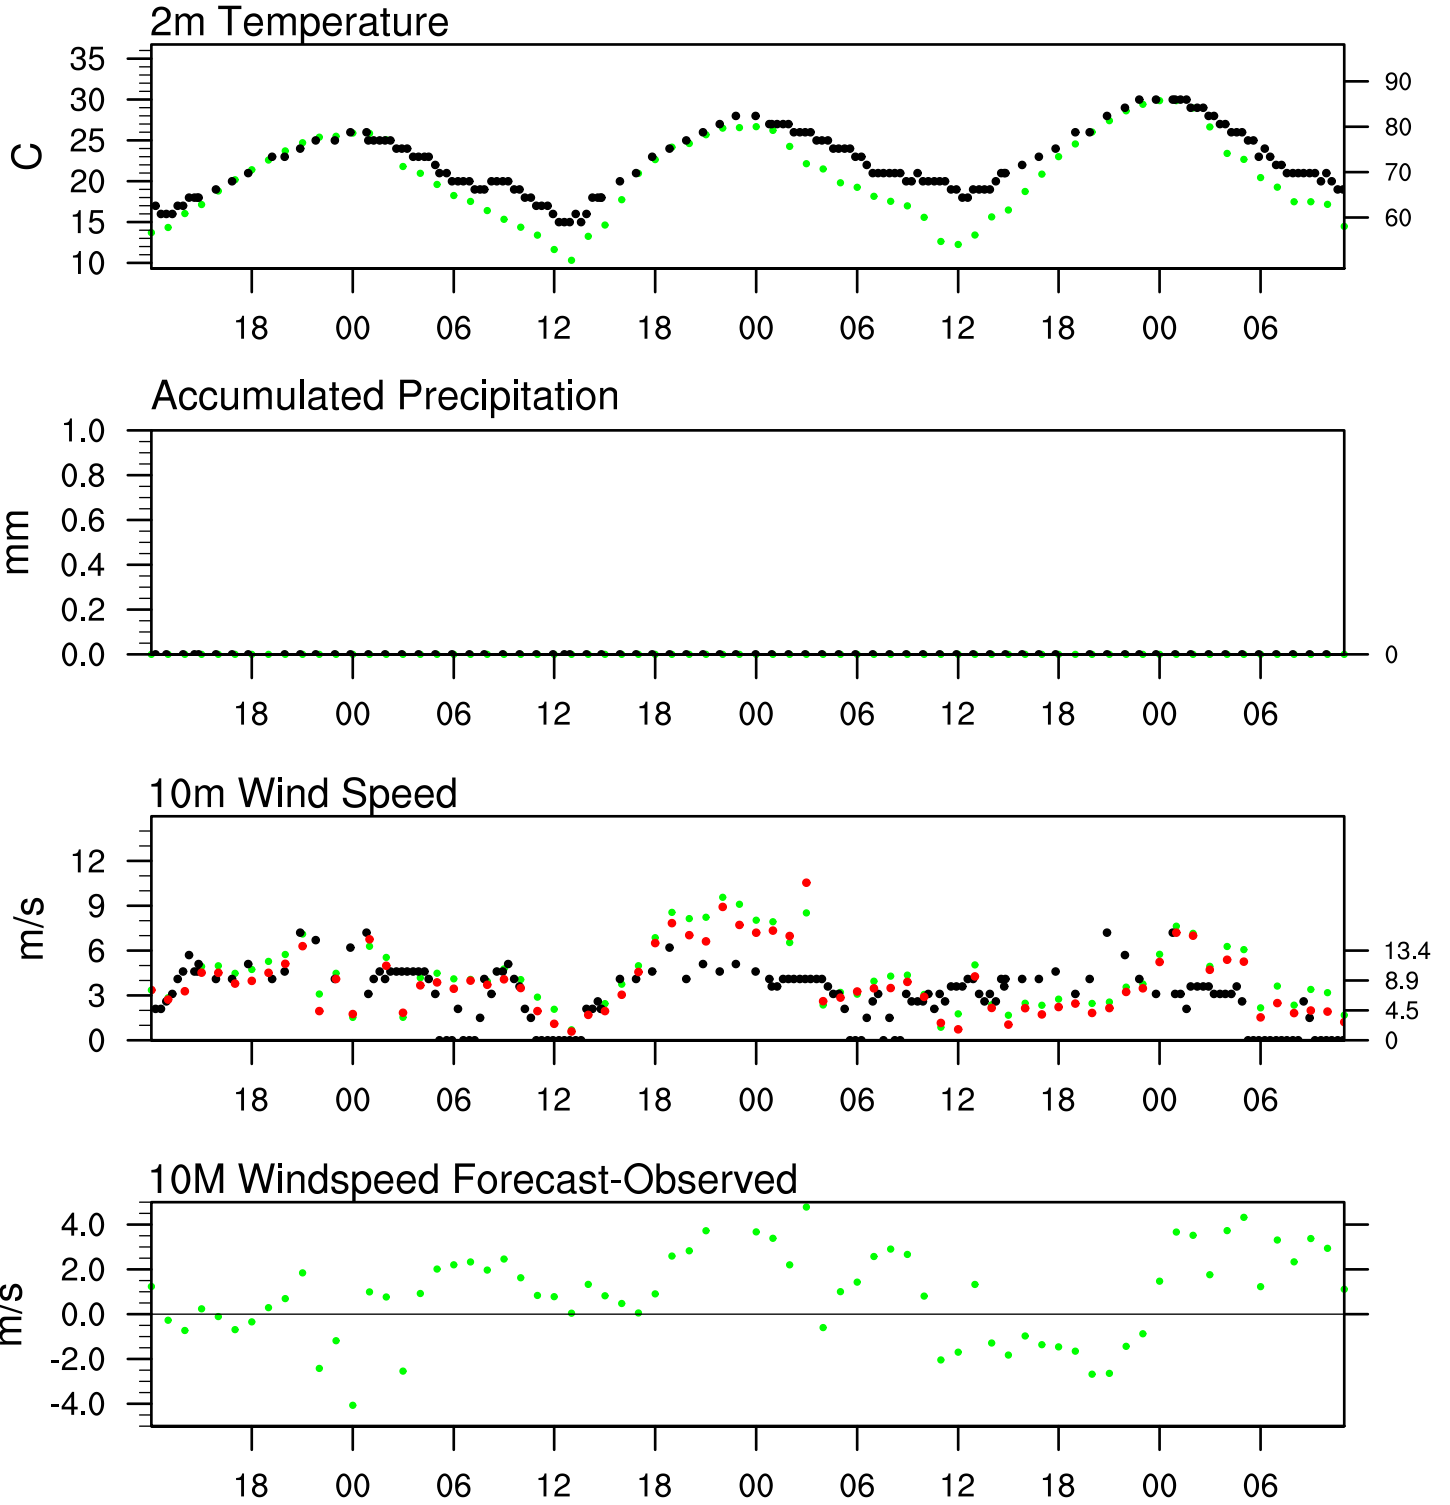 2m Temperature
35
30
25
20
15
10
C
90
80
70
60
18 00 06 12 18 00 06 12 18 00 06
Accumulated Precipitation
1.0
0.8
0.6
0.4
0.2
0.0
mm
0
18 00 06 12 18 00 06 12 18 00 06
10m Wind Speed
12
9
6
3
0
m/s
13.4
8.9
4.5
0
18 00 06 12 18 00 06 12 18 00 06
10M Windspeed Forecast-Observed
4.0
2.0
0.0
-2.0
-4.0
m/s
18 00 06 12 18 00 06 12 18 00 06